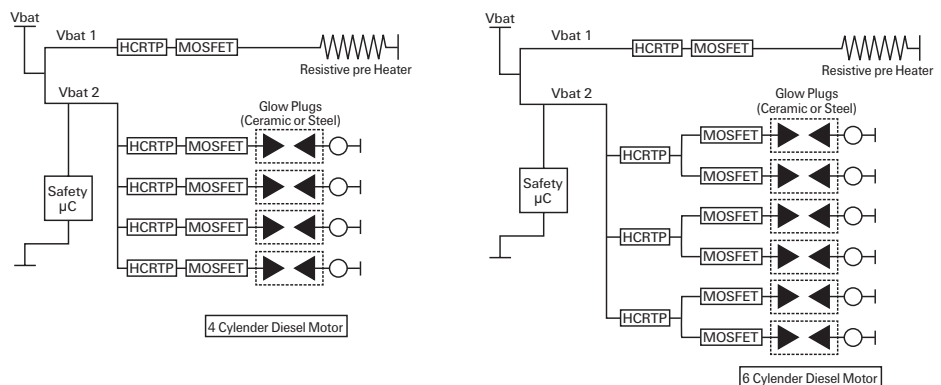 Vbat
Vbat 1
HCRTP
MOSFET
Resistive pre Heater
Vbat 2
Glow Plugs
(Ceramic or Steel)
HCRTP
MOSFET
HCRTP
MOSFET
HCRTP
MOSFET
HCRTP
MOSFET
Safety
µC
4 Cylender Diesel Motor
Vbat
Vbat 1
HCRTP
MOSFET
Resistive pre Heater
Vbat 2
Glow Plugs
(Ceramic or Steel)
MOSFET
HCRTP
MOSFET
Safety
µC
MOSFET
HCRTP
MOSFET
MOSFET
HCRTP
MOSFET
6 Cylender Diesel Motor